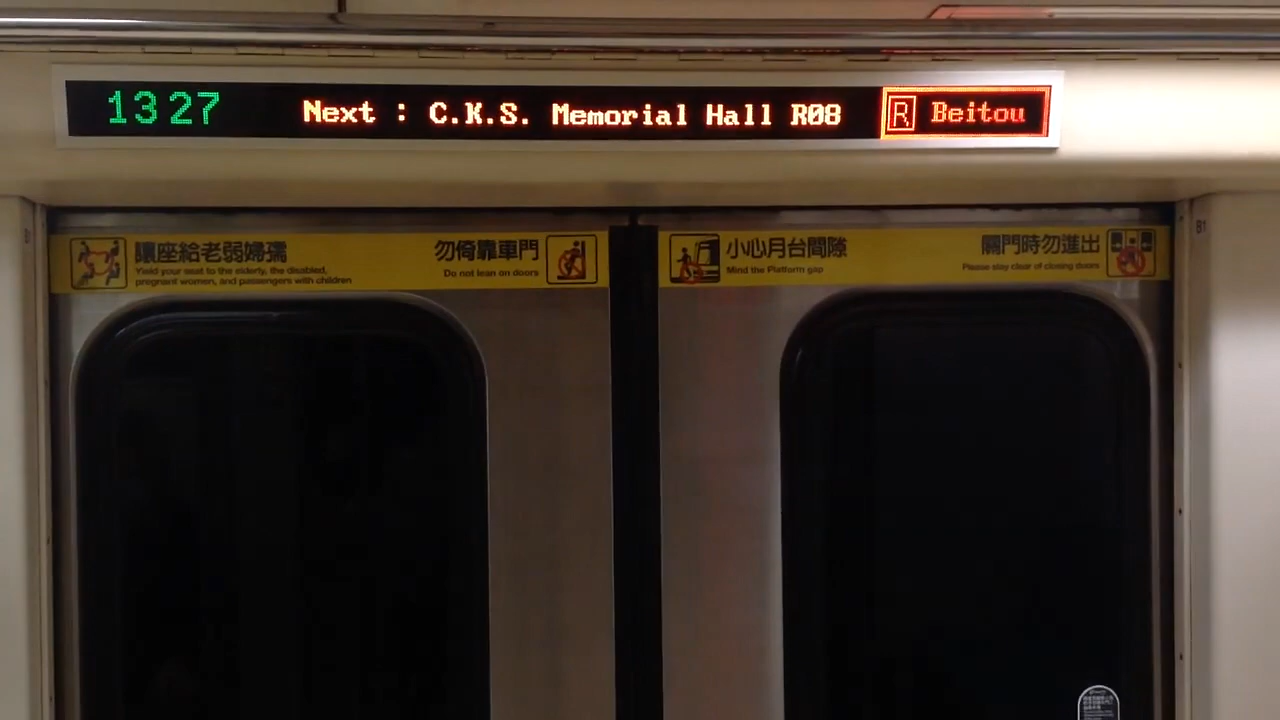 13 27 Next : C.K.S. Memorial Hall R08 R Beitou
讓座給老弱婦孺
Yield your seat to the elderly, the disabled,
pregnant women, and passengers with children
勿倚靠車門
Do not lean on doors
小心月台間隙
Mind the Platform gap
關門時勿進出
Please stay clear of closing doors
B1